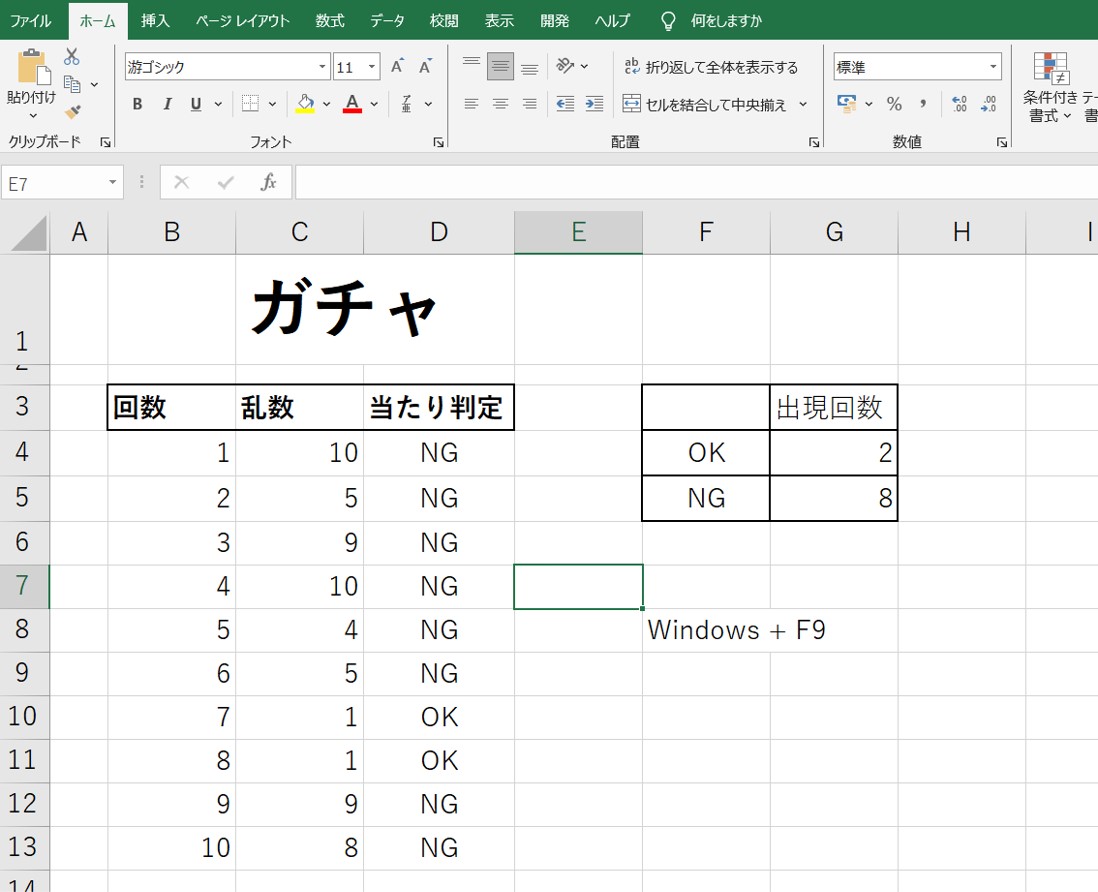 ファイル ホーム 挿入 ページ レイアウト 数式 データ 校閲 表示 開発 ヘルプ 何をしますか
游ゴシック 11 A A ab 折り返して全体を表示する 標準
貼り付け B I U A セルを結合して中央揃え % 条件付き テー
書式 書
クリップボード フォント 配置 数値
E7 fx
A B C D E F G H I
1 ガチャ
2
3 回数 乱数 当たり判定 出現回数
4 1 10 NG OK 2
5 2 5 NG NG 8
6 3 9 NG
7 4 10 NG
8 5 4 NG Windows + F9
9 6 5 NG
10 7 1 OK
11 8 1 OK
12 9 9 NG
13 10 8 NG
14